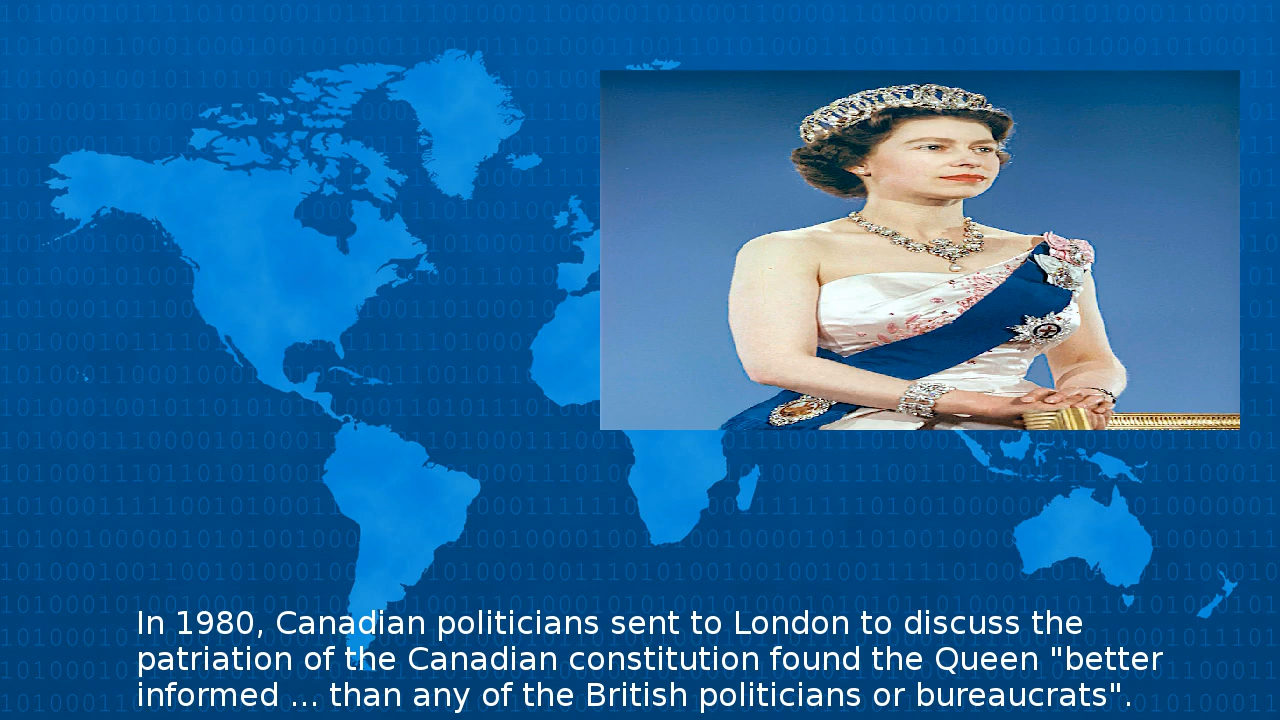 In 1980, Canadian politicians sent to London to discuss the
patriation of the Canadian constitution found the Queen "better
informed ... than any of the British politicians or bureaucrats".